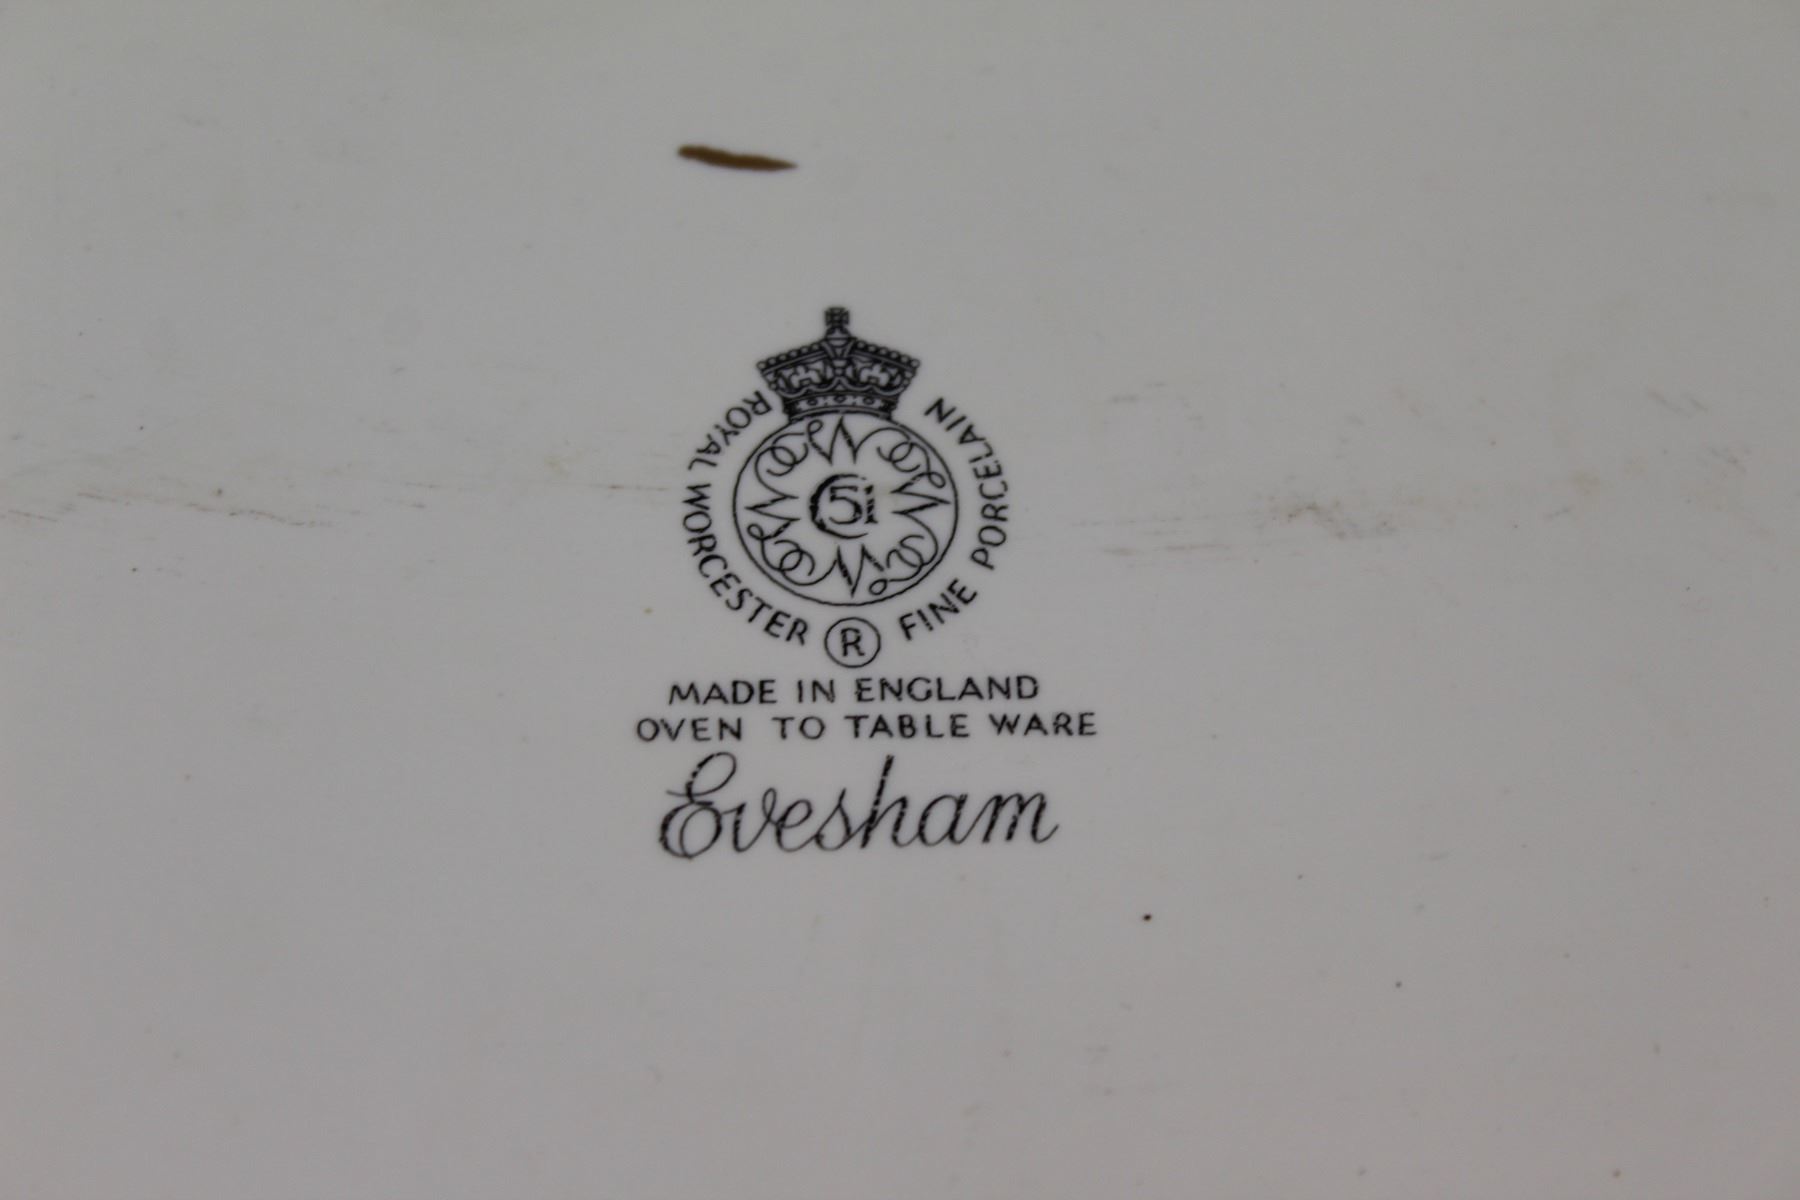 ROYAL WORCESTER ® FINE PORCELAIN
51
MADE IN ENGLAND
OVEN TO TABLE WARE
Evesham